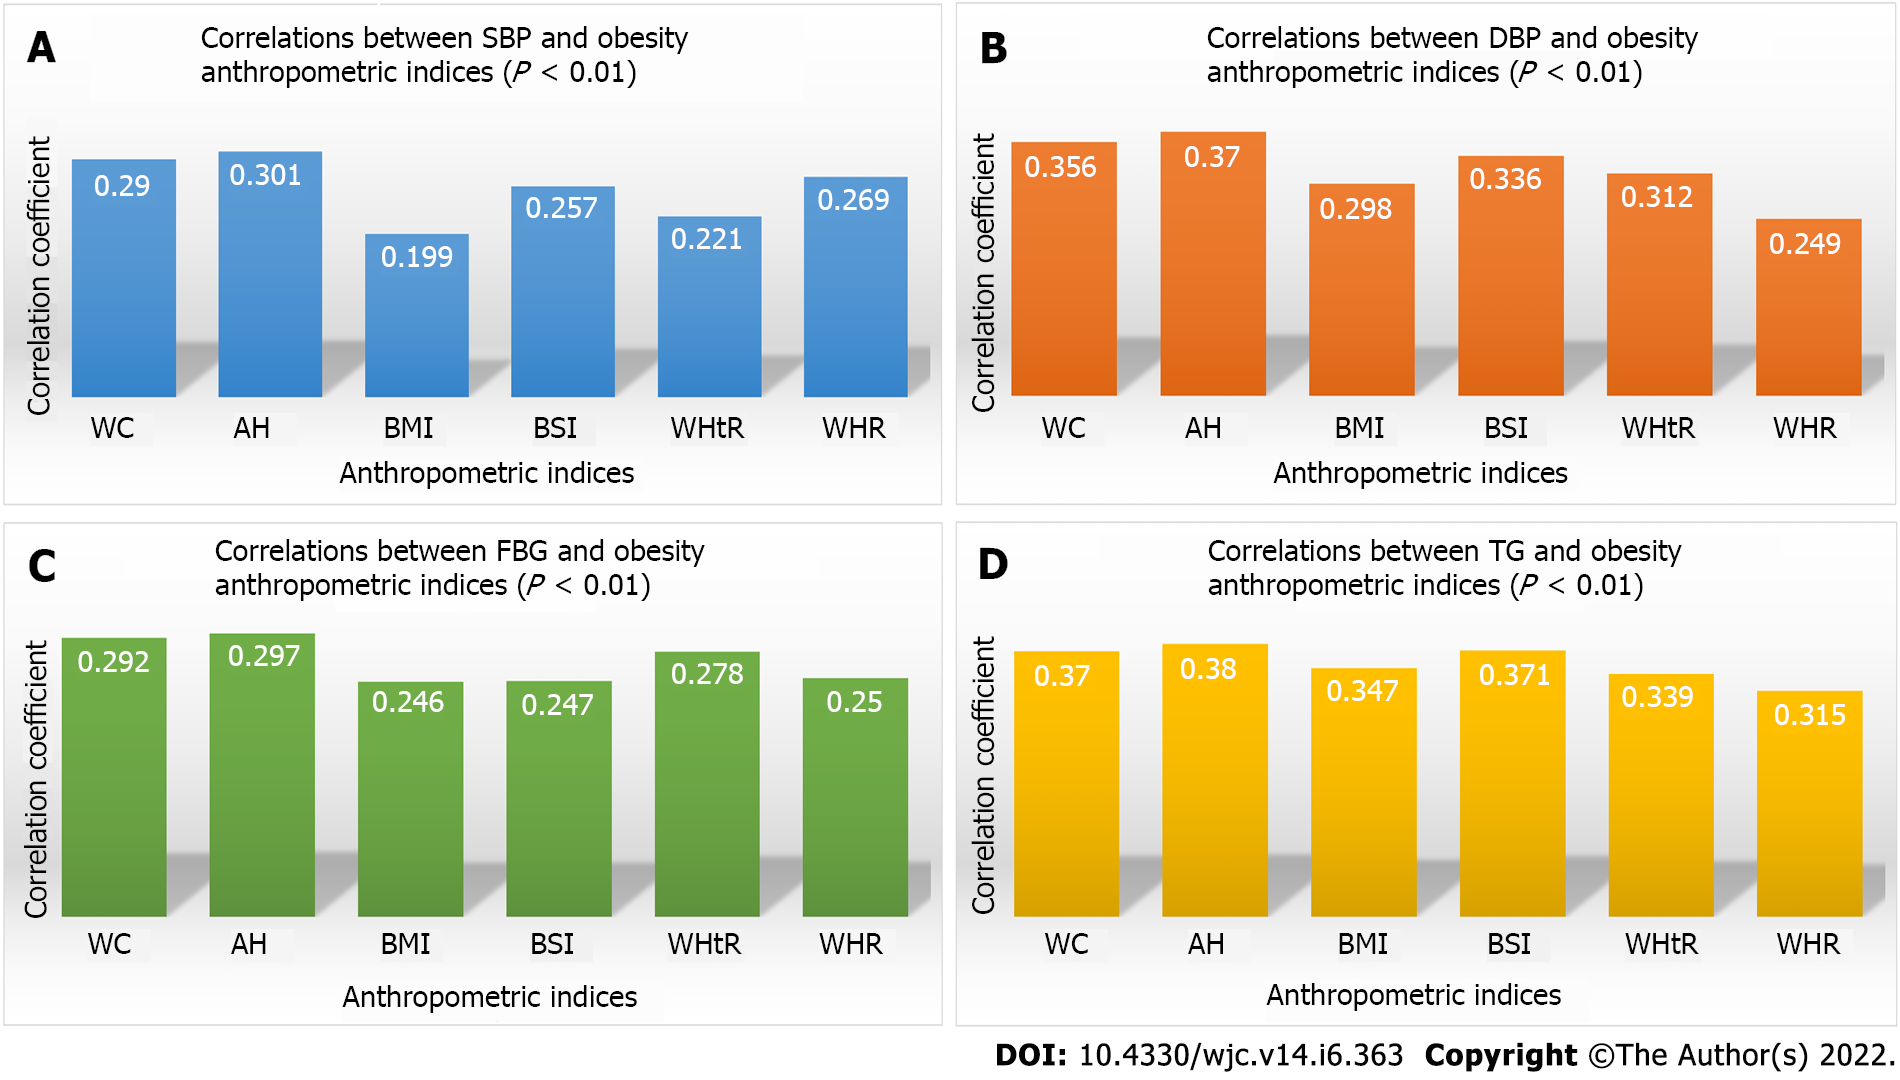 A
Correlations between SBP and obesity
anthropometric indices (P < 0.01)
Correlation coefficient
0.29
0.301
0.199
0.257
0.221
0.269
WC
AH
BMI
BSI
WHtR
WHR
Anthropometric indices
B
Correlations between DBP and obesity
anthropometric indices (P < 0.01)
Correlation coefficient
0.356
0.37
0.298
0.336
0.312
0.249
WC
AH
BMI
BSI
WHtR
WHR
Anthropometric indices
C
Correlations between FBG and obesity
anthropometric indices (P < 0.01)
Correlation coefficient
0.292
0.297
0.246
0.247
0.278
0.25
WC
AH
BMI
BSI
WHtR
WHR
Anthropometric indices
D
Correlations between TG and obesity
anthropometric indices (P < 0.01)
Correlation coefficient
0.37
0.38
0.347
0.371
0.339
0.315
WC
AH
BMI
BSI
WHtR
WHR
Anthropometric indices
DOI: 10.4330/wjc.v14.i6.363 Copyright ©The Author(s) 2022.